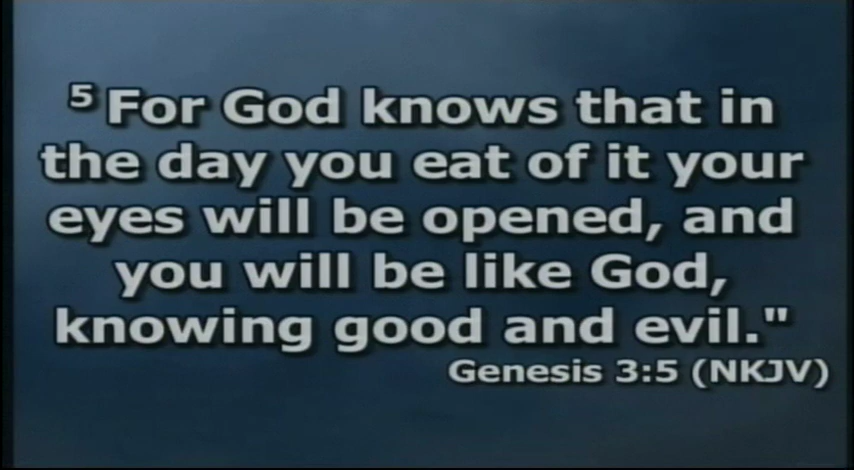 5 For God knows that in
the day you eat of it your
eyes will be opened, and
you will be like God,
knowing good and evil."
Genesis 3:5 (NKJV)